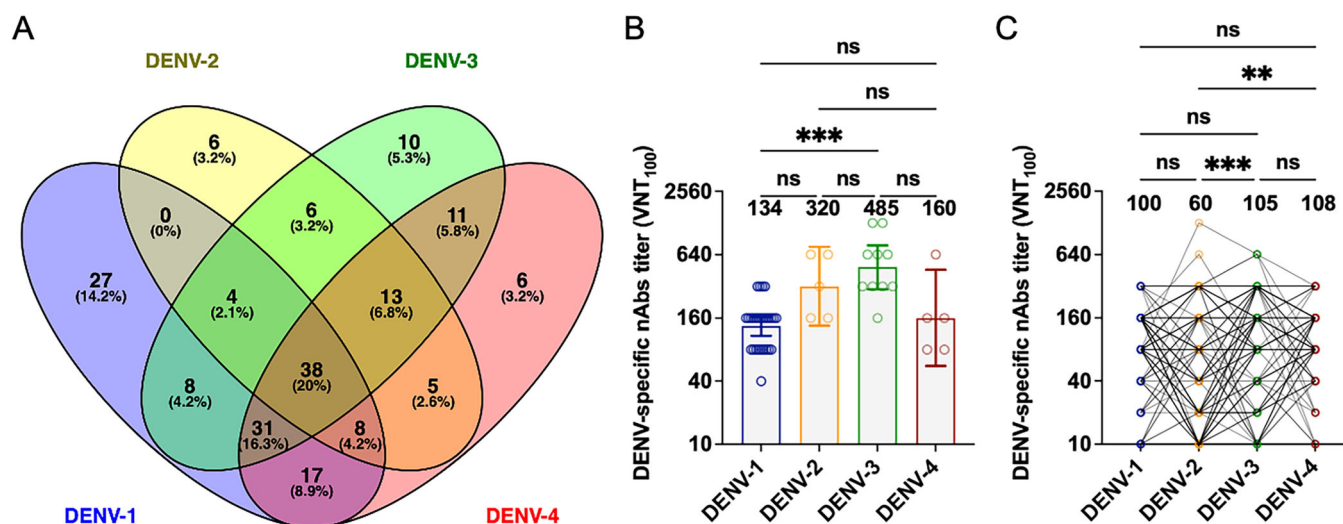 A
DENV-2
DENV-3
6
(3.2%)
10
(5.3%)
0
(0%)
6
(3.2%)
11
(5.8%)
27
(14.2%)
4
(2.1%)
13
(6.8%)
6
(3.2%)
38
(20%)
8
(4.2%)
5
(2.6%)
31
(16.3%)
8
(4.2%)
17
(8.9%)
DENV-1
DENV-4
B
DENV-specific nAbs titer (VNT100)
ns
ns
***
ns ns ns
134 320 485 160
2560
640
160
40
10
DENV-1 DENV-2 DENV-3 DENV-4
C
DENV-specific nAbs titer (VNT100)
ns
**
ns
ns *** ns
100 60 105 108
2560
640
160
40
10
DENV-1 DENV-2 DENV-3 DENV-4